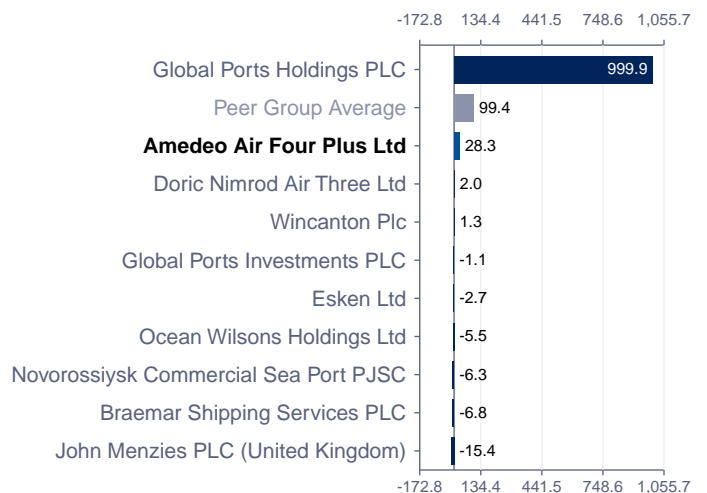 -172.8 134.4 441.5 748.6 1,055.7
Global Ports Holdings PLC 999.9
Peer Group Average 99.4
Amedeo Air Four Plus Ltd 28.3
Doric Nimrod Air Three Ltd 2.0
Wincanton Plc 1.3
Global Ports Investments PLC -1.1
Esken Ltd -2.7
Ocean Wilsons Holdings Ltd -5.5
Novorossiysk Commercial Sea Port PJSC -6.3
Braemar Shipping Services PLC -6.8
John Menzies PLC (United Kingdom) -15.4
-172.8 134.4 441.5 748.6 1,055.7